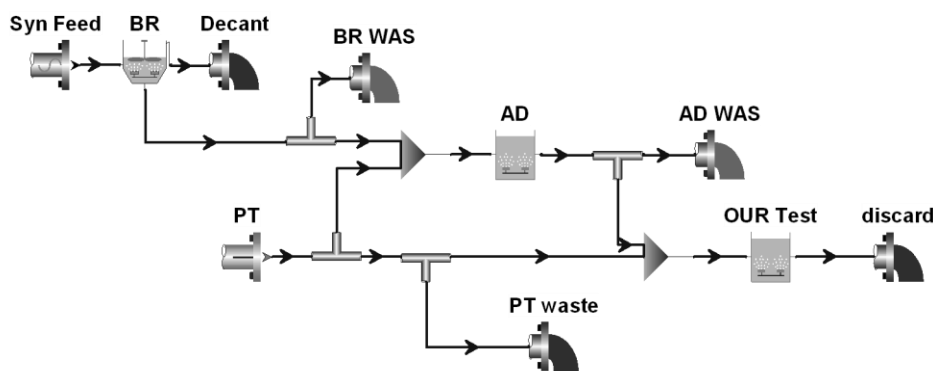 Syn Feed BR Decant
BR WAS
AD
AD WAS
PT
OUR Test
discard
PT waste